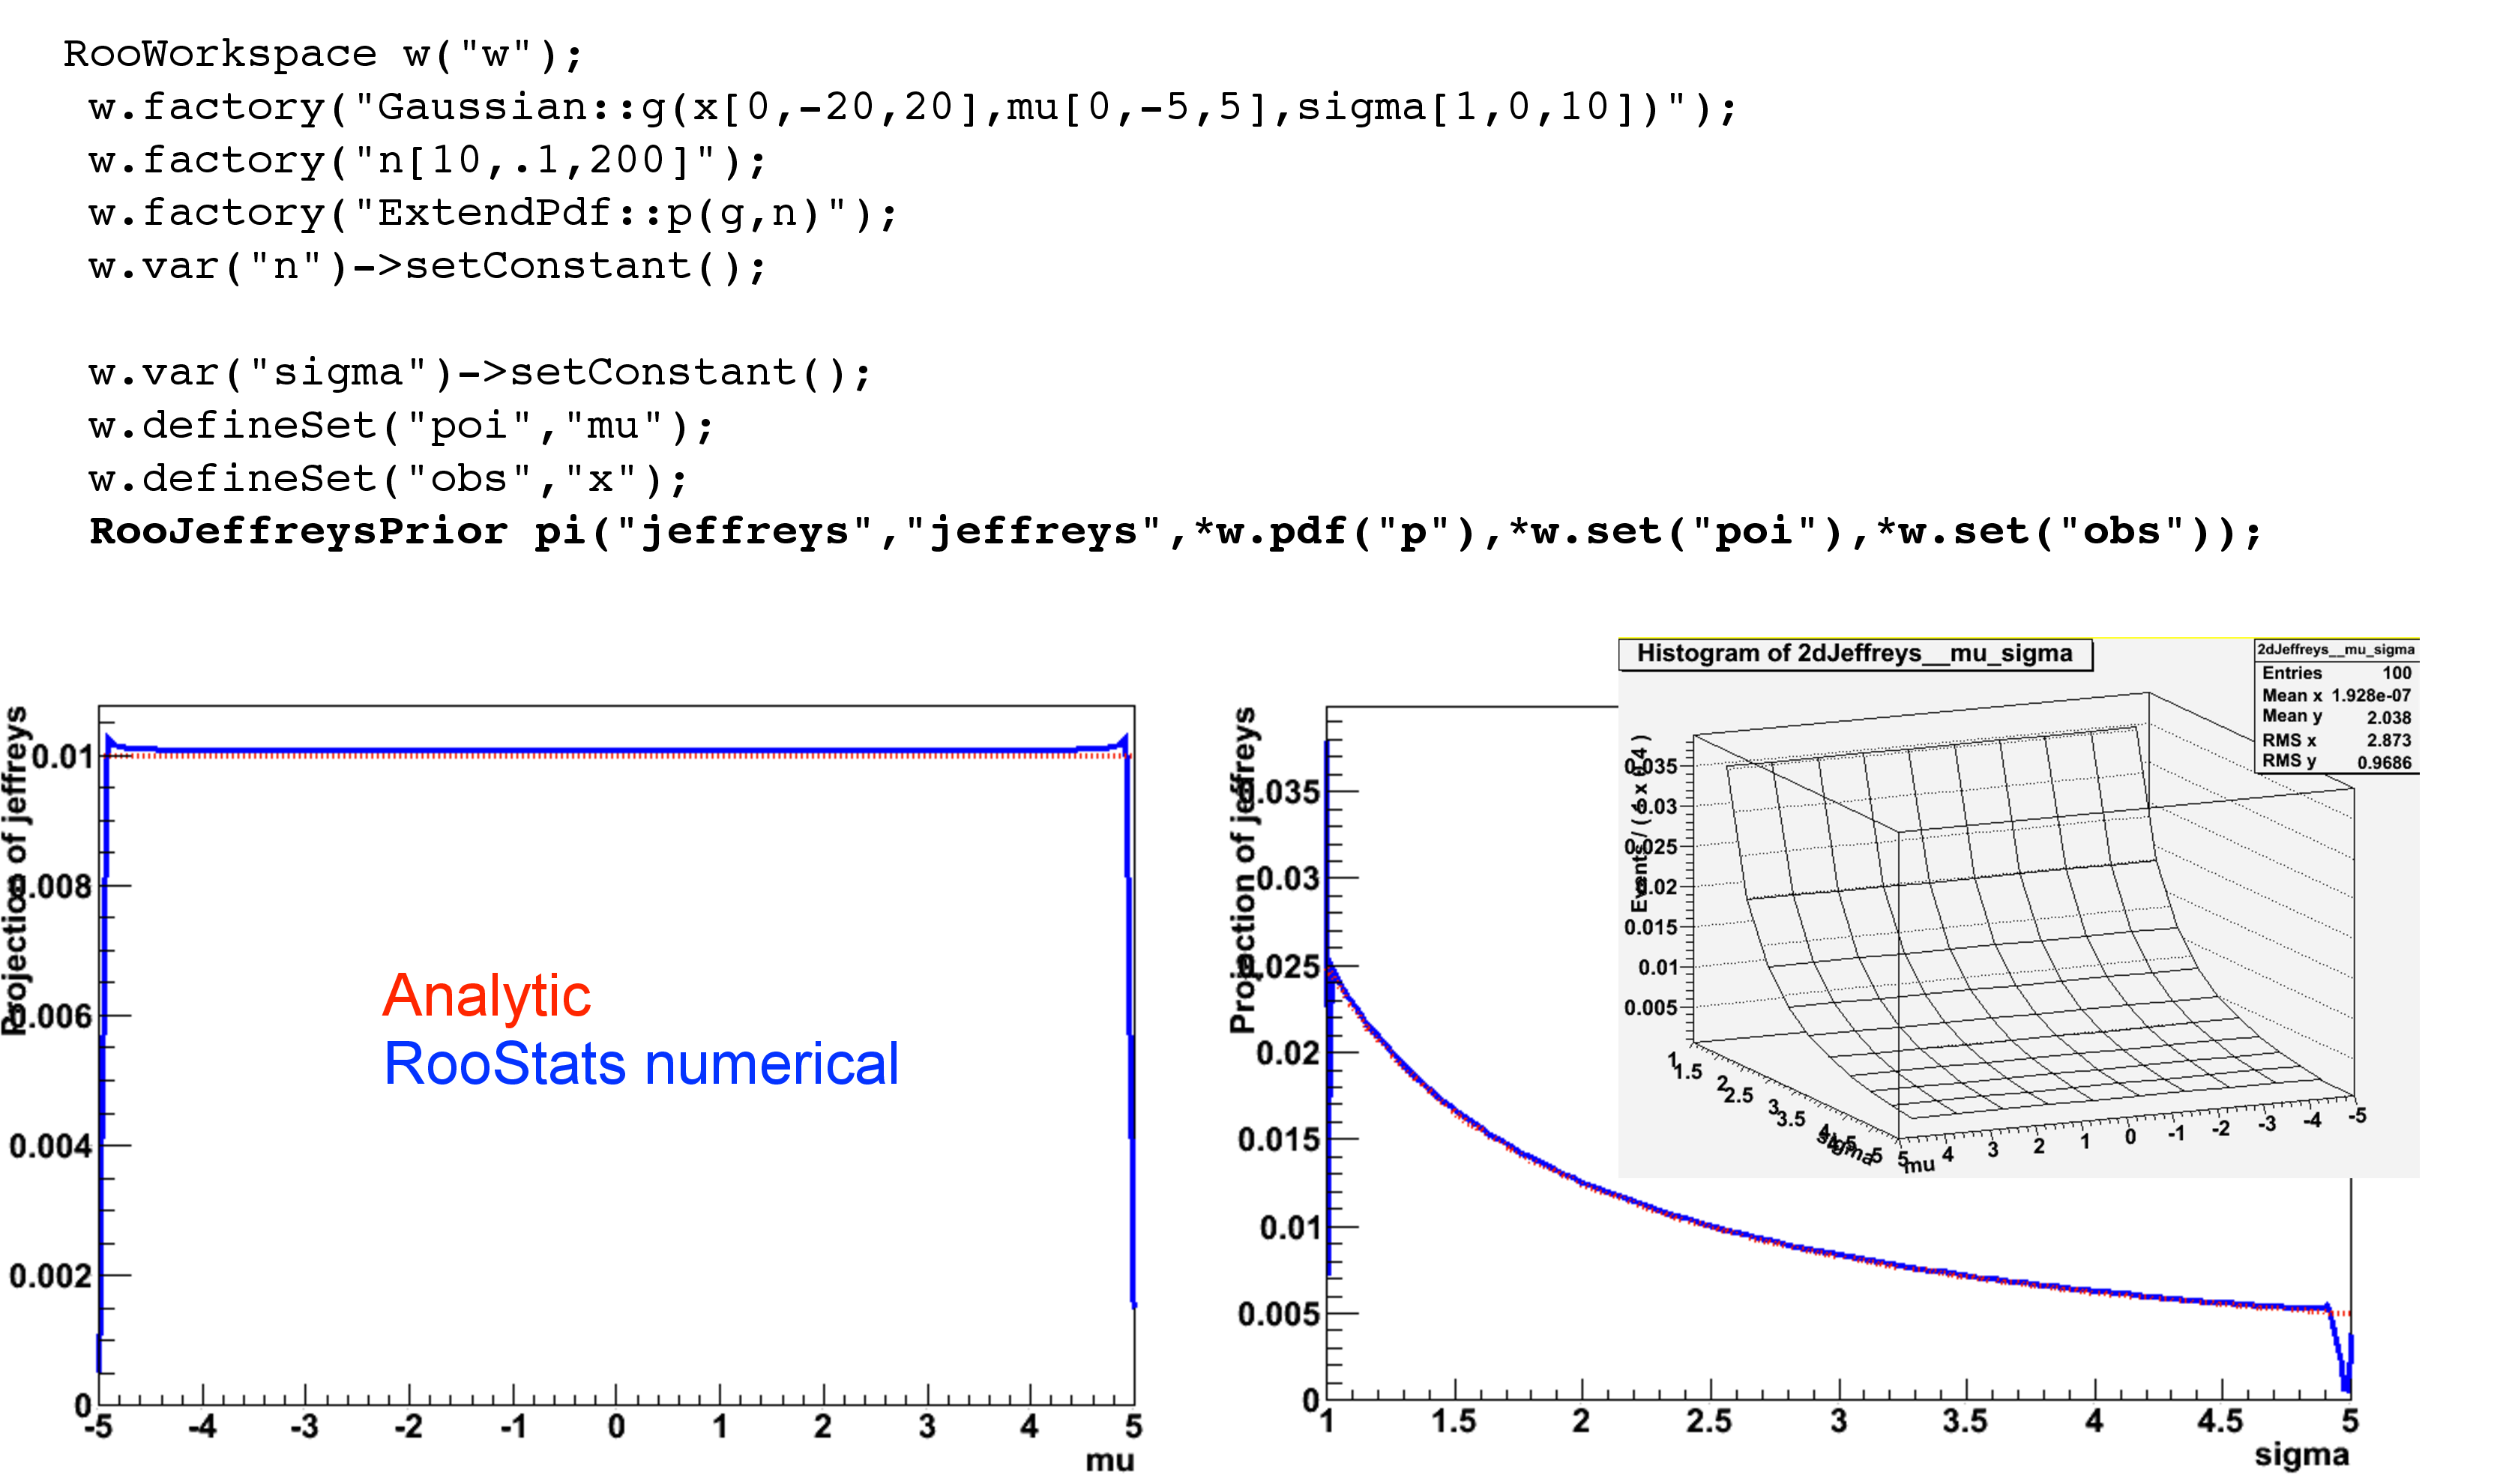 RooWorkspace w("w");
w.factory("Gaussian::g(x[0,-20,20],mu[0,-5,5],sigma[1,0,10])");
w.factory("n[10,.1,200]");
w.factory("ExtendPdf::p(g,n)");
w.var("n")->setConstant();
w.var("sigma")->setConstant();
w.defineSet("poi","mu");
w.defineSet("obs","x");
RooJeffreysPrior pi("jeffreys","jeffreys",*w.pdf("p"),*w.set("poi"),*w.set("obs"));
Projection of jeffreys
0.01
0.008
0.006
0.004
0.002
0
-5 -4 -3 -2 -1 0 1 2 3 4 5
mu
Analytic
RooStats numerical
Projection of jeffreys
0.035
0.03
0.025
0.02
0.015
0.01
0.005
0
1 1.5 2 2.5 3 3.5 4 4.5 5
sigma
Histogram of 2dJeffreys__mu_sigma
2dJeffreys__mu_sigma
Entries 100
Mean x 1.928e-07
Mean y 2.038
RMS x 2.873
RMS y 0.9686
0.035
0.03
0.025
0.02
0.015
0.01
0.005
1 1.5 2 2.5 3 3.5 4 4.5 5
sigma
5 4 3 2 1 0 -1 -2 -3 -4 -5
mu